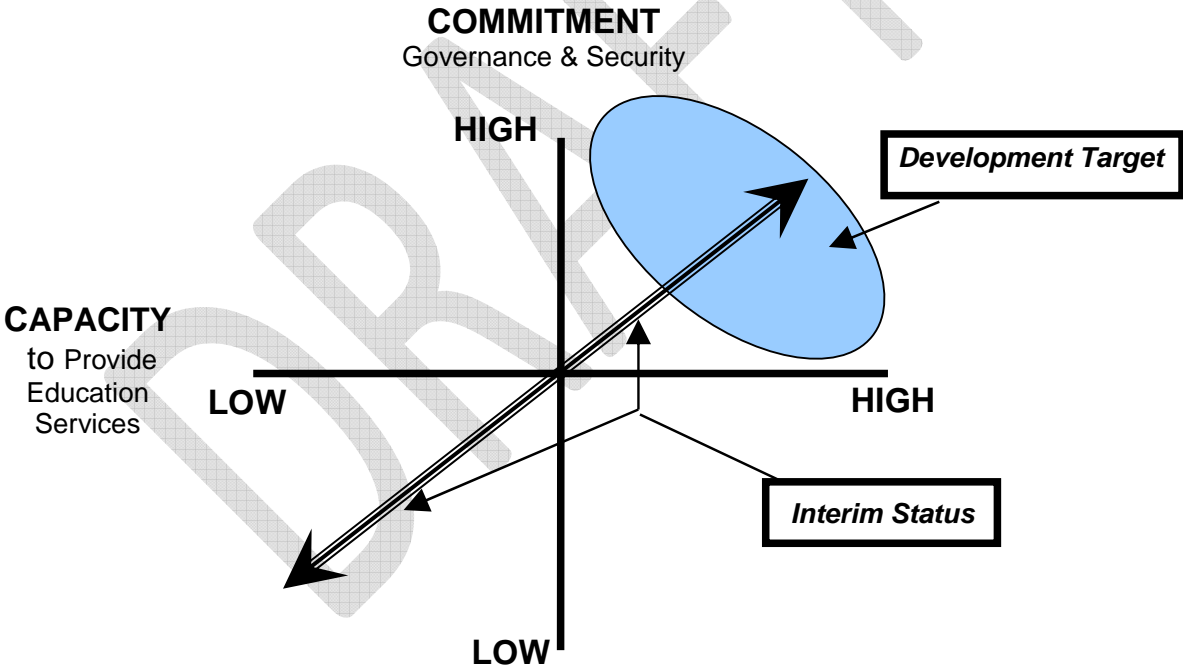 COMMITMENT
Governance & Security
HIGH
Development Target
CAPACITY
to Provide
Education
Services
LOW
HIGH
Interim Status
LOW
DRAFT